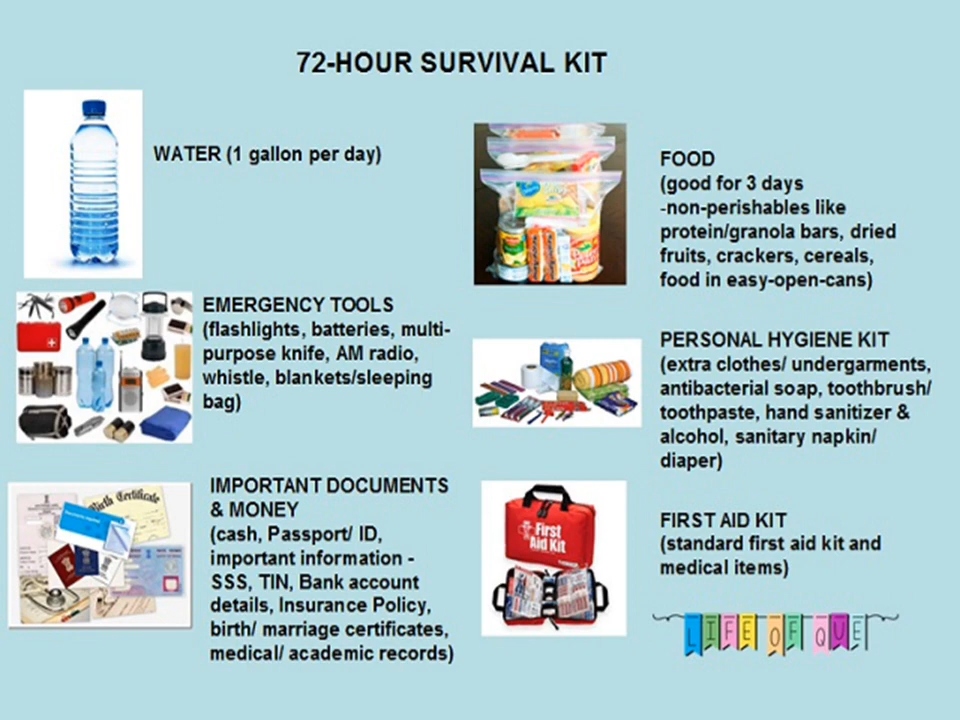 72-HOUR SURVIVAL KIT
WATER (1 gallon per day)
FOOD
(good for 3 days
-non-perishables like
protein/granola bars, dried
fruits, crackers, cereals,
food in easy-open-cans)
EMERGENCY TOOLS
(flashlights, batteries, multi-
purpose knife, AM radio,
whistle, blankets/sleeping
bag)
PERSONAL HYGIENE KIT
(extra clothes/ undergarments,
antibacterial soap, toothbrush/
toothpaste, hand sanitizer &
alcohol, sanitary napkin/
diaper)
IMPORTANT DOCUMENTS
& MONEY
(cash, Passport/ ID,
important information -
SSS, TIN, Bank account
details, Insurance Policy,
birth/ marriage certificates,
medical/ academic records)
Birth Certificate
First
Aid Kit
FIRST AID KIT
(standard first aid kit and
medical items)
LIFE OF QUE